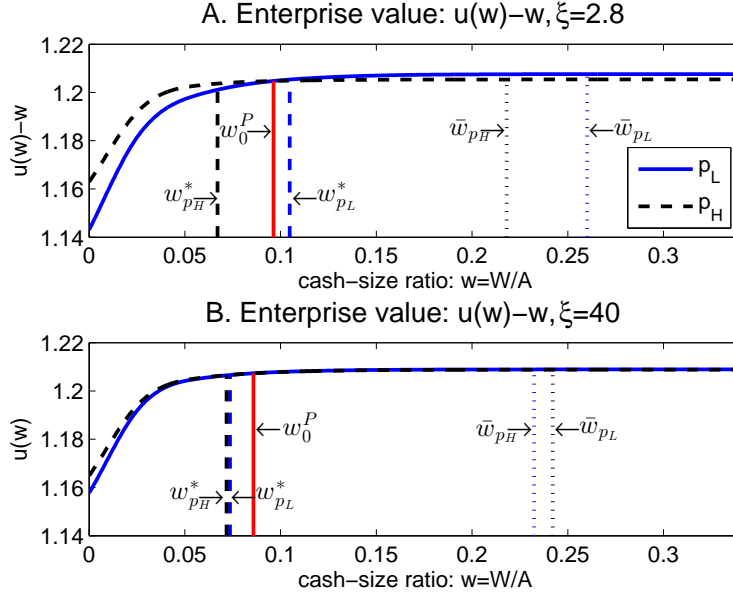 A. Enterprise value: u(w)−w, ξ=2.8
u(w)−w
1.22
1.2
1.18
1.16
1.14
w_0^P
w̄_{p_H}
w̄_{p_L}
w*_{p_H}
w*_{p_L}
p_L
p_H
0 0.05 0.1 0.15 0.2 0.25 0.3
cash−size ratio: w=W/A
B. Enterprise value: u(w)−w, ξ=40
u(w)
1.22
1.2
1.18
1.16
1.14
w_0^P
w̄_{p_H}
w̄_{p_L}
w*_{p_H}
w*_{p_L}
0 0.05 0.1 0.15 0.2 0.25 0.3
cash−size ratio: w=W/A